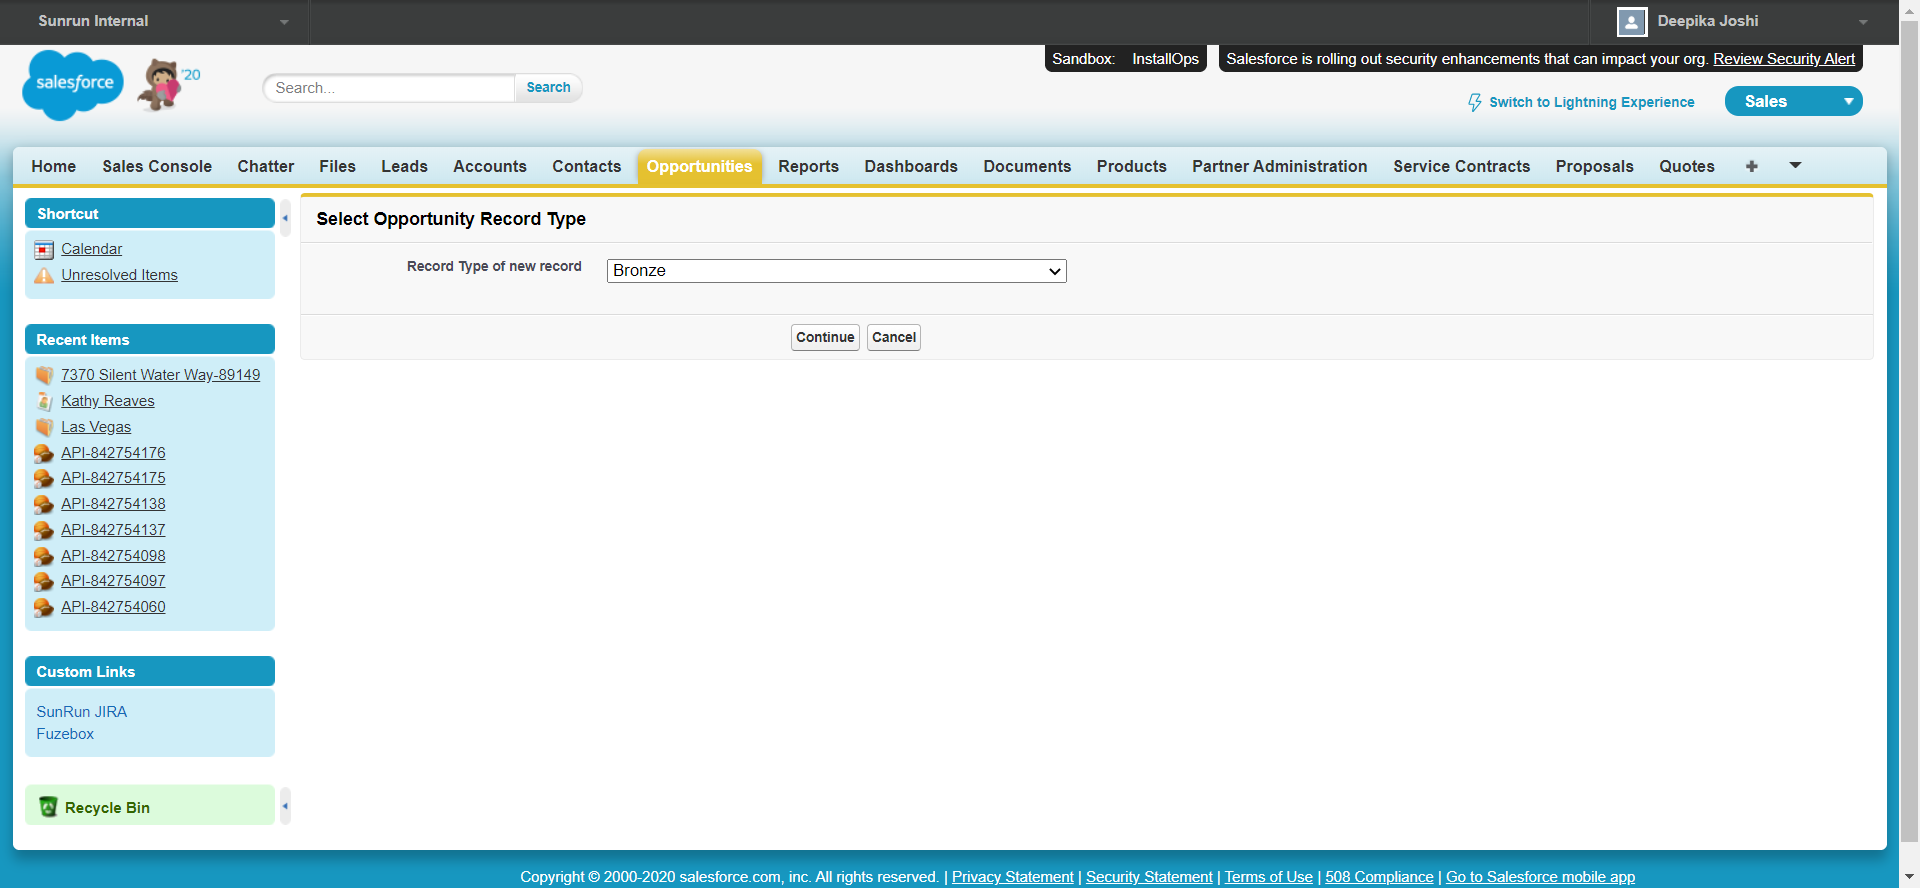 Sunrun Internal
Deepika Joshi
salesforce
'20
Search...
Search
Sandbox: InstallOps
Salesforce is rolling out security enhancements that can impact your org. Review Security Alert
Switch to Lightning Experience
Sales
Home Sales Console Chatter Files Leads Accounts Contacts Opportunities Reports Dashboards Documents Products Partner Administration Service Contracts Proposals Quotes
Shortcut
Calendar
Unresolved Items
Recent Items
7370 Silent Water Way-89149
Kathy Reaves
Las Vegas
API-842754176
API-842754175
API-842754138
API-842754137
API-842754098
API-842754097
API-842754060
Custom Links
SunRun JIRA
Fuzebox
Recycle Bin
Select Opportunity Record Type
Record Type of new record
Bronze
Continue Cancel
Copyright © 2000-2020 salesforce.com, inc. All rights reserved. | Privacy Statement | Security Statement | Terms of Use | 508 Compliance | Go to Salesforce mobile app